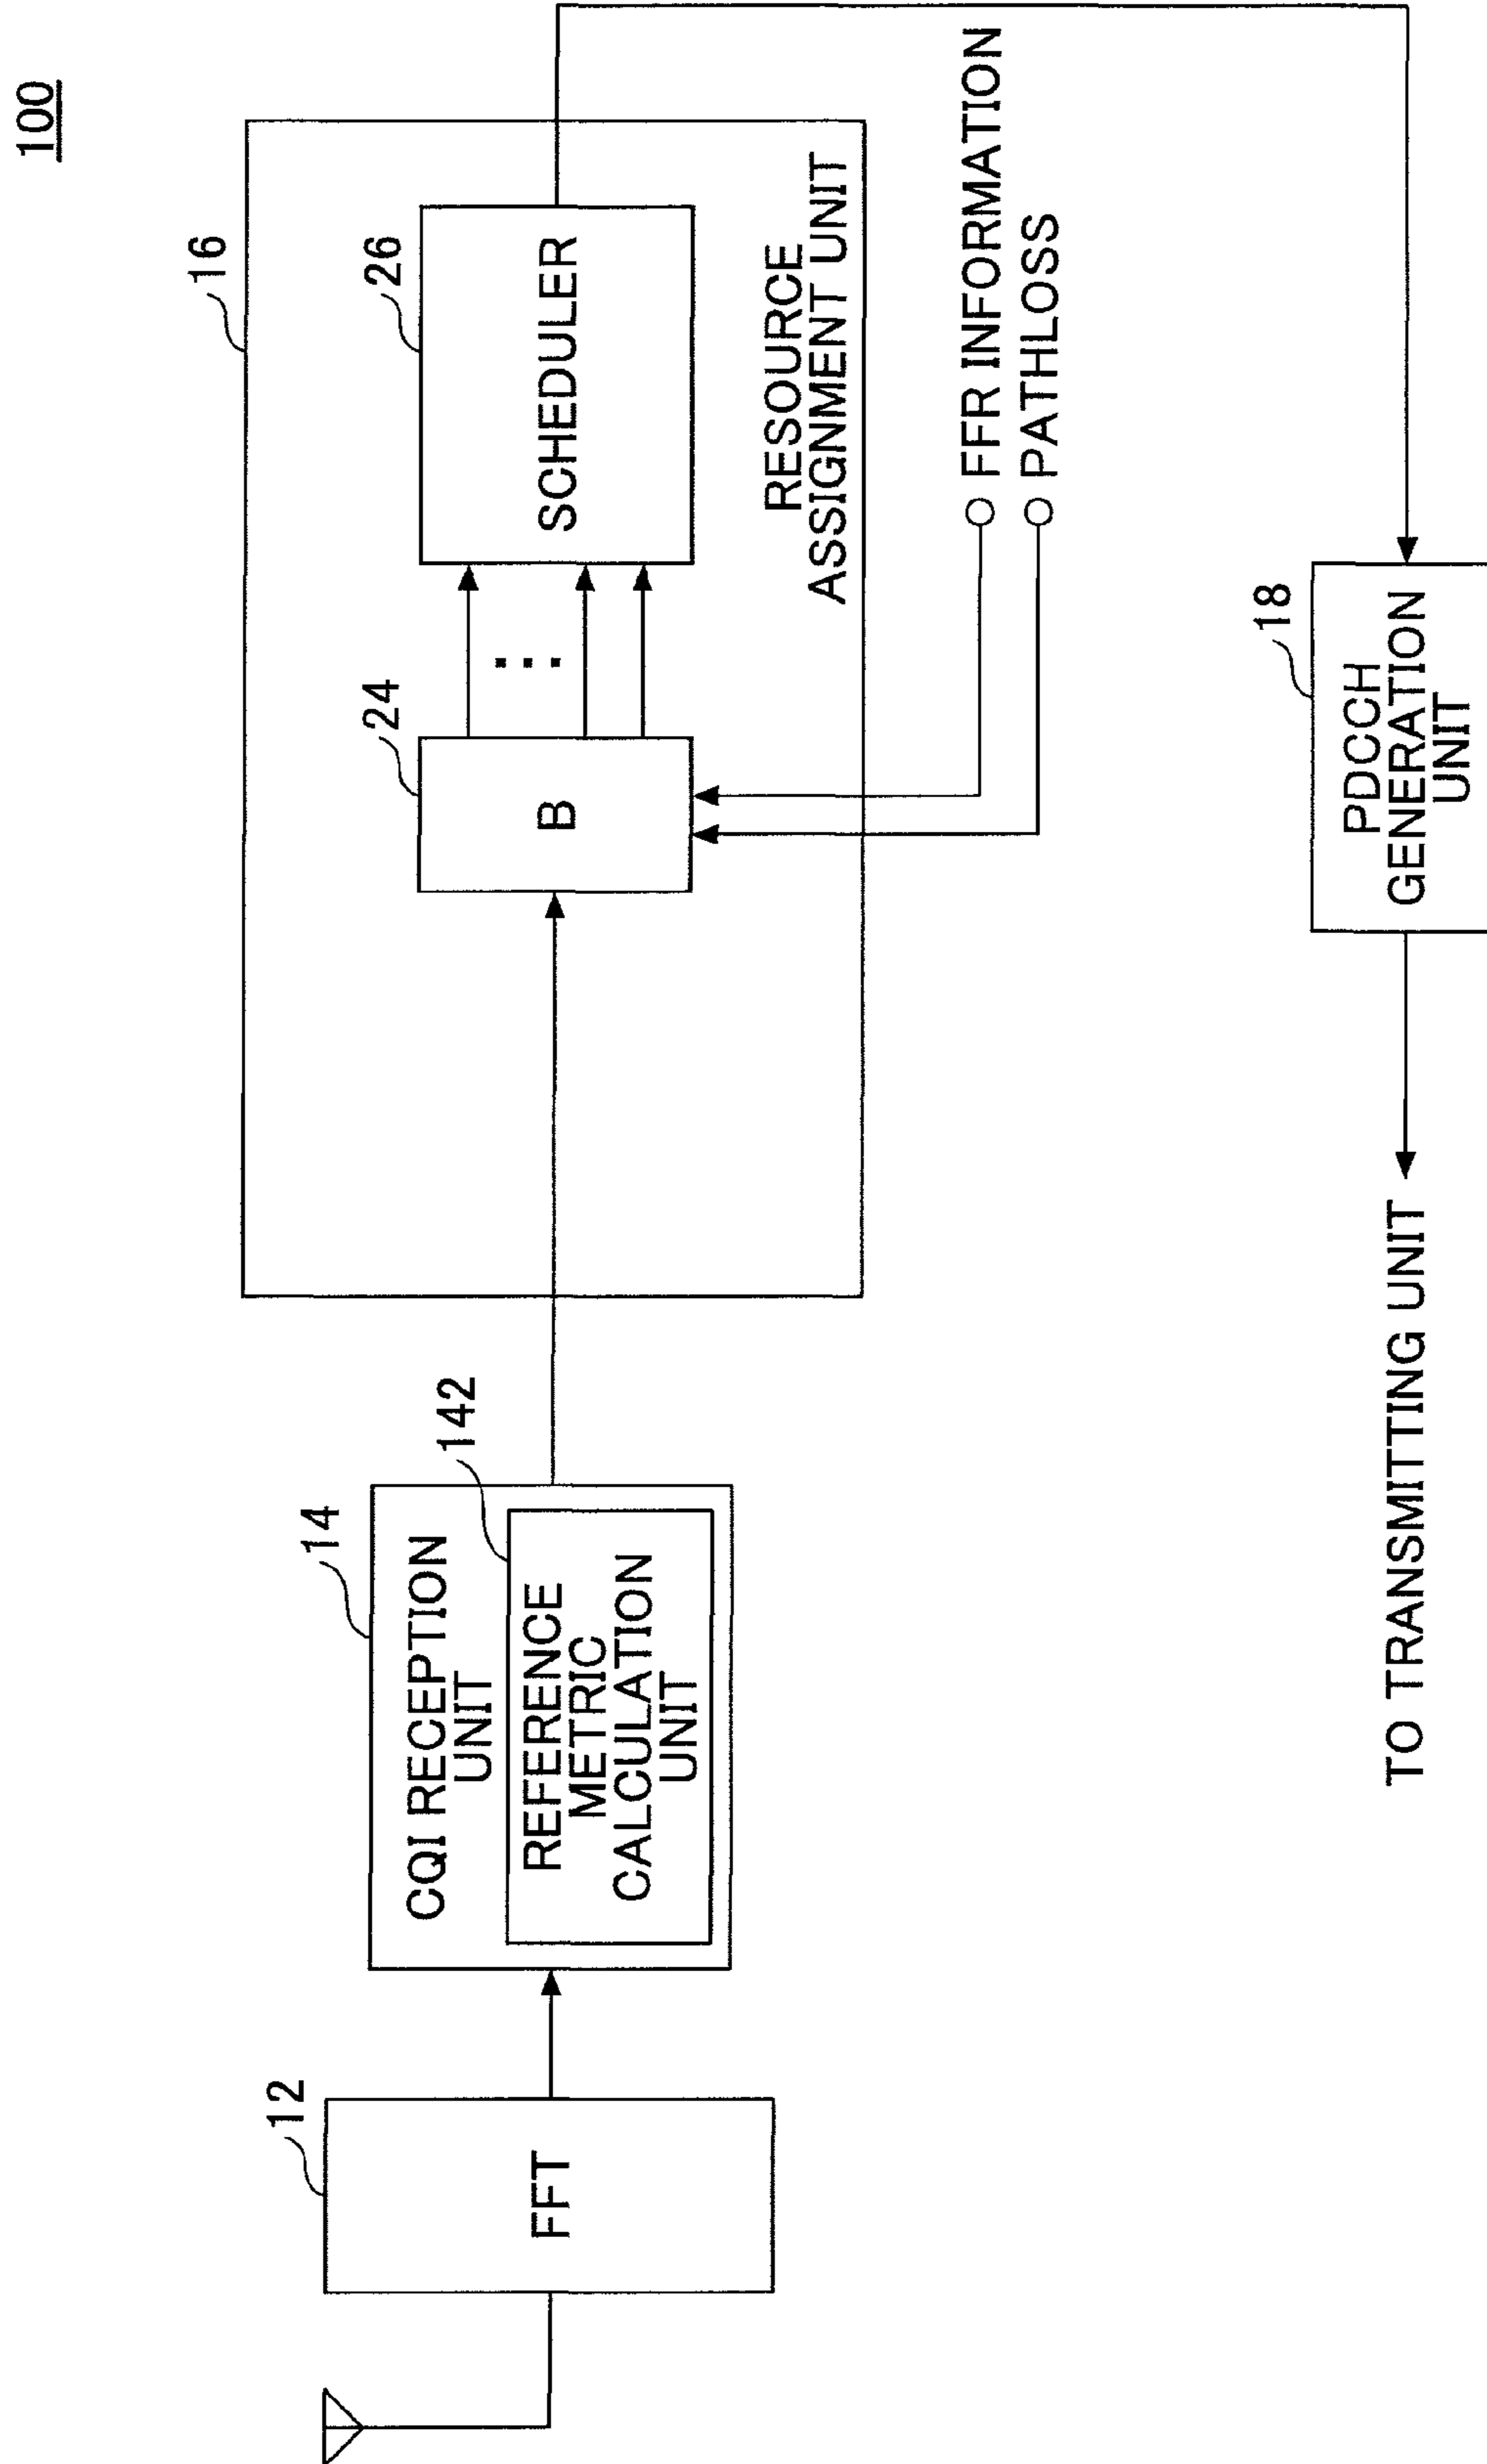 100
12
FFT
14
CQI RECEPTION
UNIT
142
REFERENCE
METRIC
CALCULATION
UNIT
16
24
B
26
SCHEDULER
RESOURCE
ASSIGNMENT UNIT
FFR INFORMATION
PATHLOSS
18
PDCCH
GENERATION
UNIT
TO TRANSMITTING UNIT